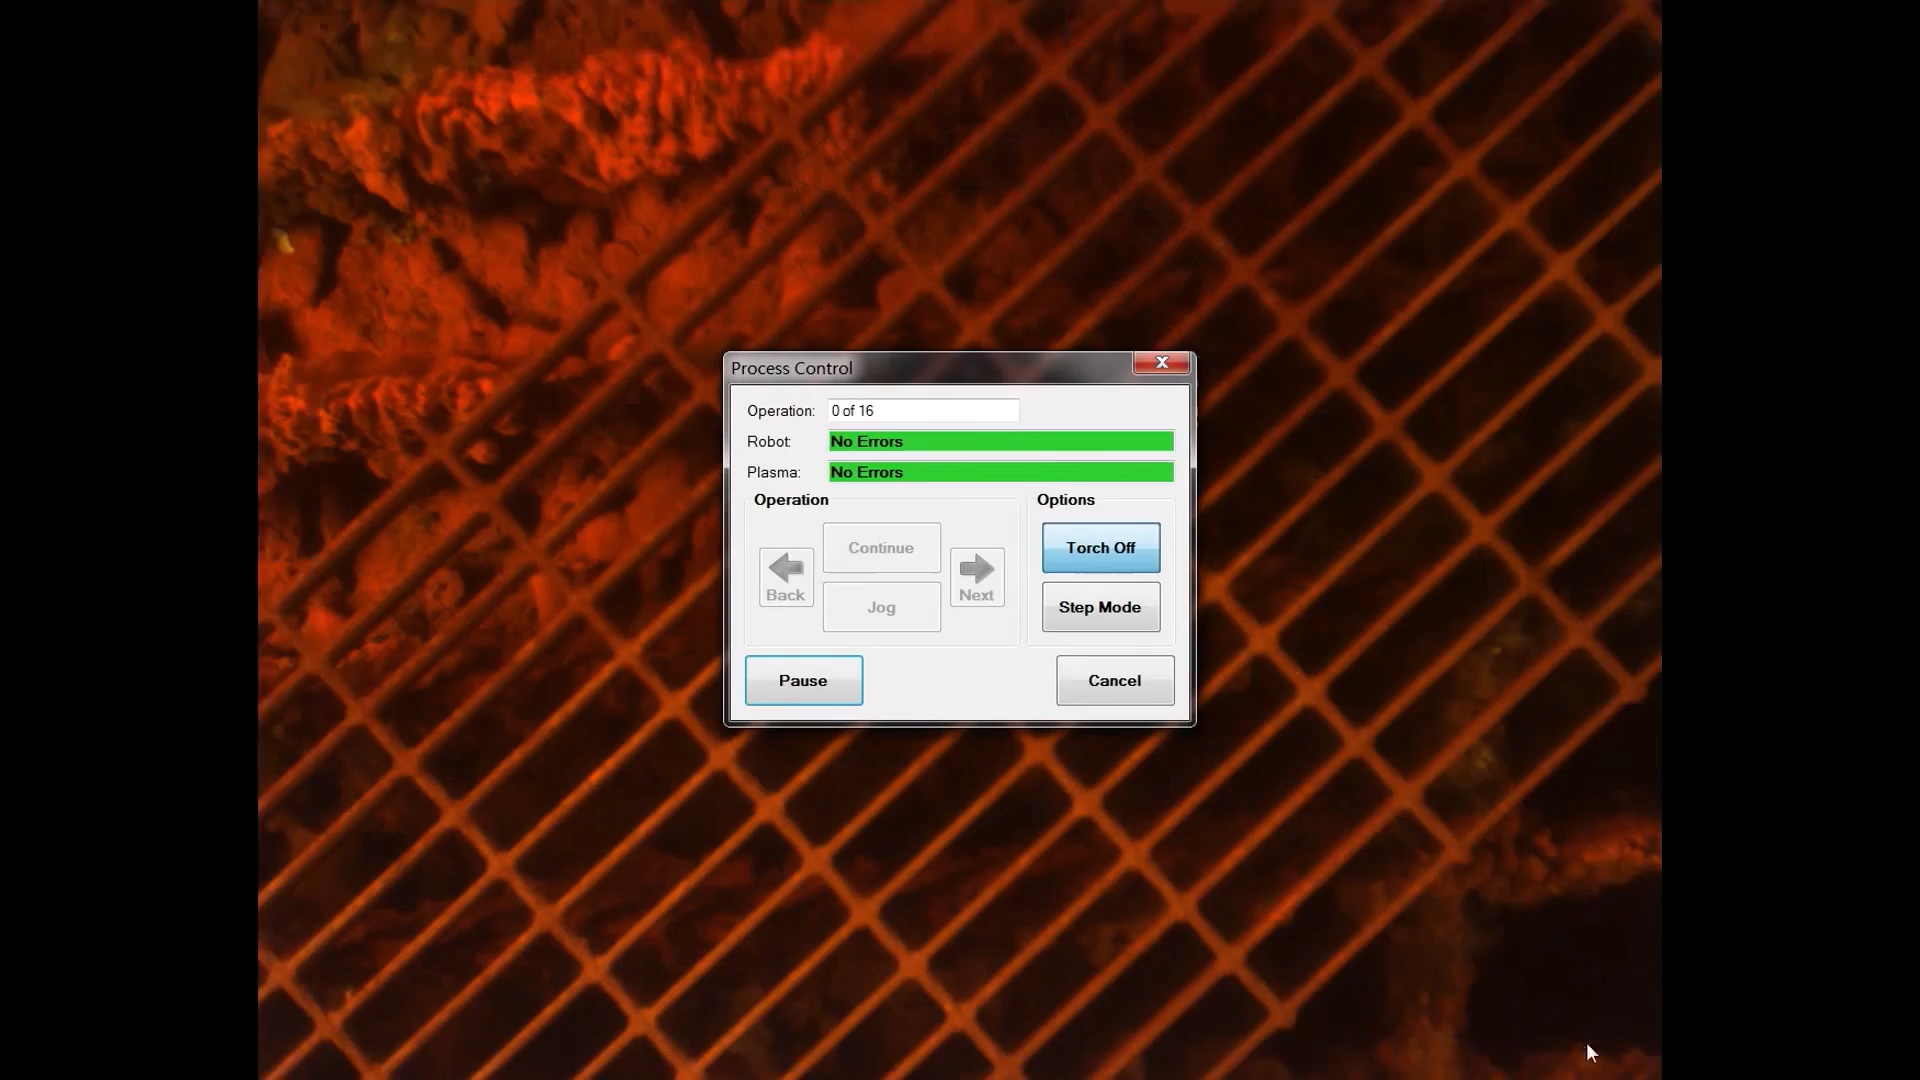 Process Control
Operation: 0 of 16
Robot: No Errors
Plasma: No Errors
Operation
Options
Continue
Torch Off
Back
Next
Jog
Step Mode
Pause
Cancel